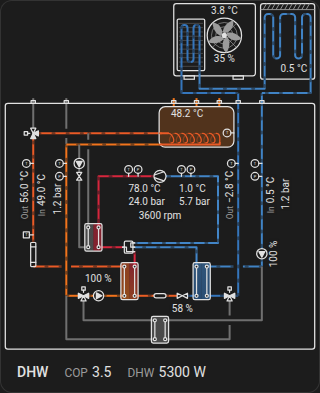 3.8 °C
35 %
0.5 °C
48.2 °C
Out 56.0 °C
In 49.0 °C
1.2 bar
78.0 °C 1.0 °C
24.0 bar 5.7 bar
3600 rpm
Out −2.8 °C
In 0.5 °C
1.2 bar
100 %
100 %
58 %
DHW COP 3.5 DHW 5300 W